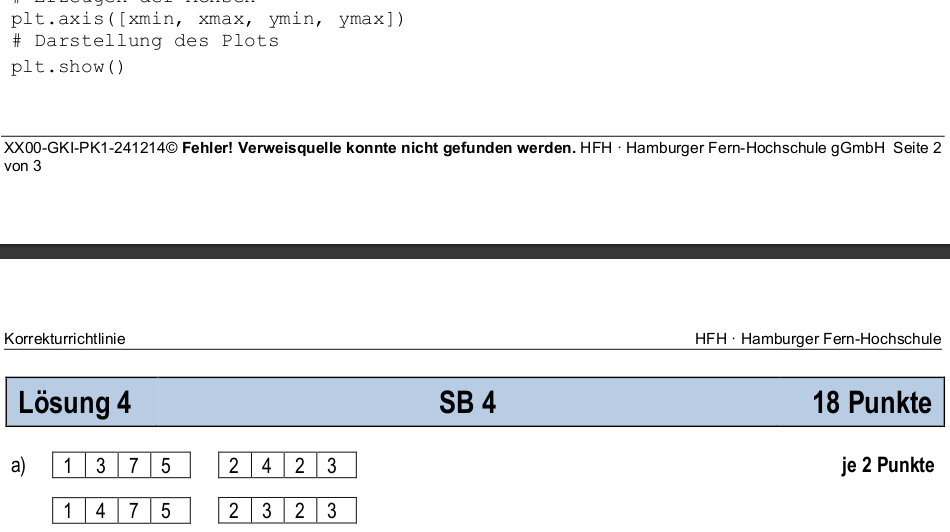 # Erzeugen der Achsen
plt.axis([xmin, xmax, ymin, ymax])
# Darstellung des Plots
plt.show()
XX00-GKI-PK1-241214© Fehler! Verweisquelle konnte nicht gefunden werden. HFH · Hamburger Fern-Hochschule gGmbH Seite 2
von 3
Korrekturrichtlinie HFH · Hamburger Fern-Hochschule
Lösung 4 SB 4 18 Punkte
a) 1 3 7 5 2 4 2 3 je 2 Punkte
1 4 7 5 2 3 2 3